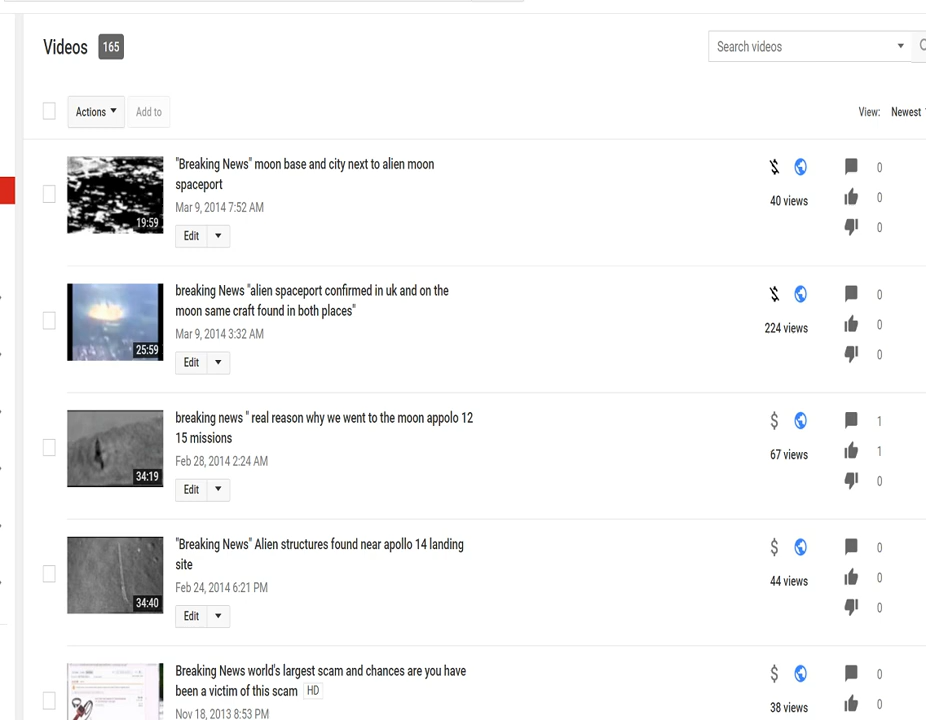 Videos 165
Search videos
Actions Add to
View: Newest
"Breaking News" moon base and city next to alien moon
spaceport
Mar 9, 2014 7:52 AM
19:59
Edit
40 views
0
0
0
breaking News "alien spaceport confirmed in uk and on the
moon same craft found in both places"
Mar 9, 2014 3:32 AM
25:59
Edit
224 views
0
0
0
breaking news " real reason why we went to the moon appolo 12
15 missions
Feb 28, 2014 2:24 AM
34:19
Edit
67 views
1
1
0
"Breaking News" Alien structures found near apollo 14 landing
site
Feb 24, 2014 6:21 PM
34:40
Edit
44 views
0
0
0
Breaking News world's largest scam and chances are you have
been a victim of this scam HD
Nov 18, 2013 8:53 PM
38 views
0
0